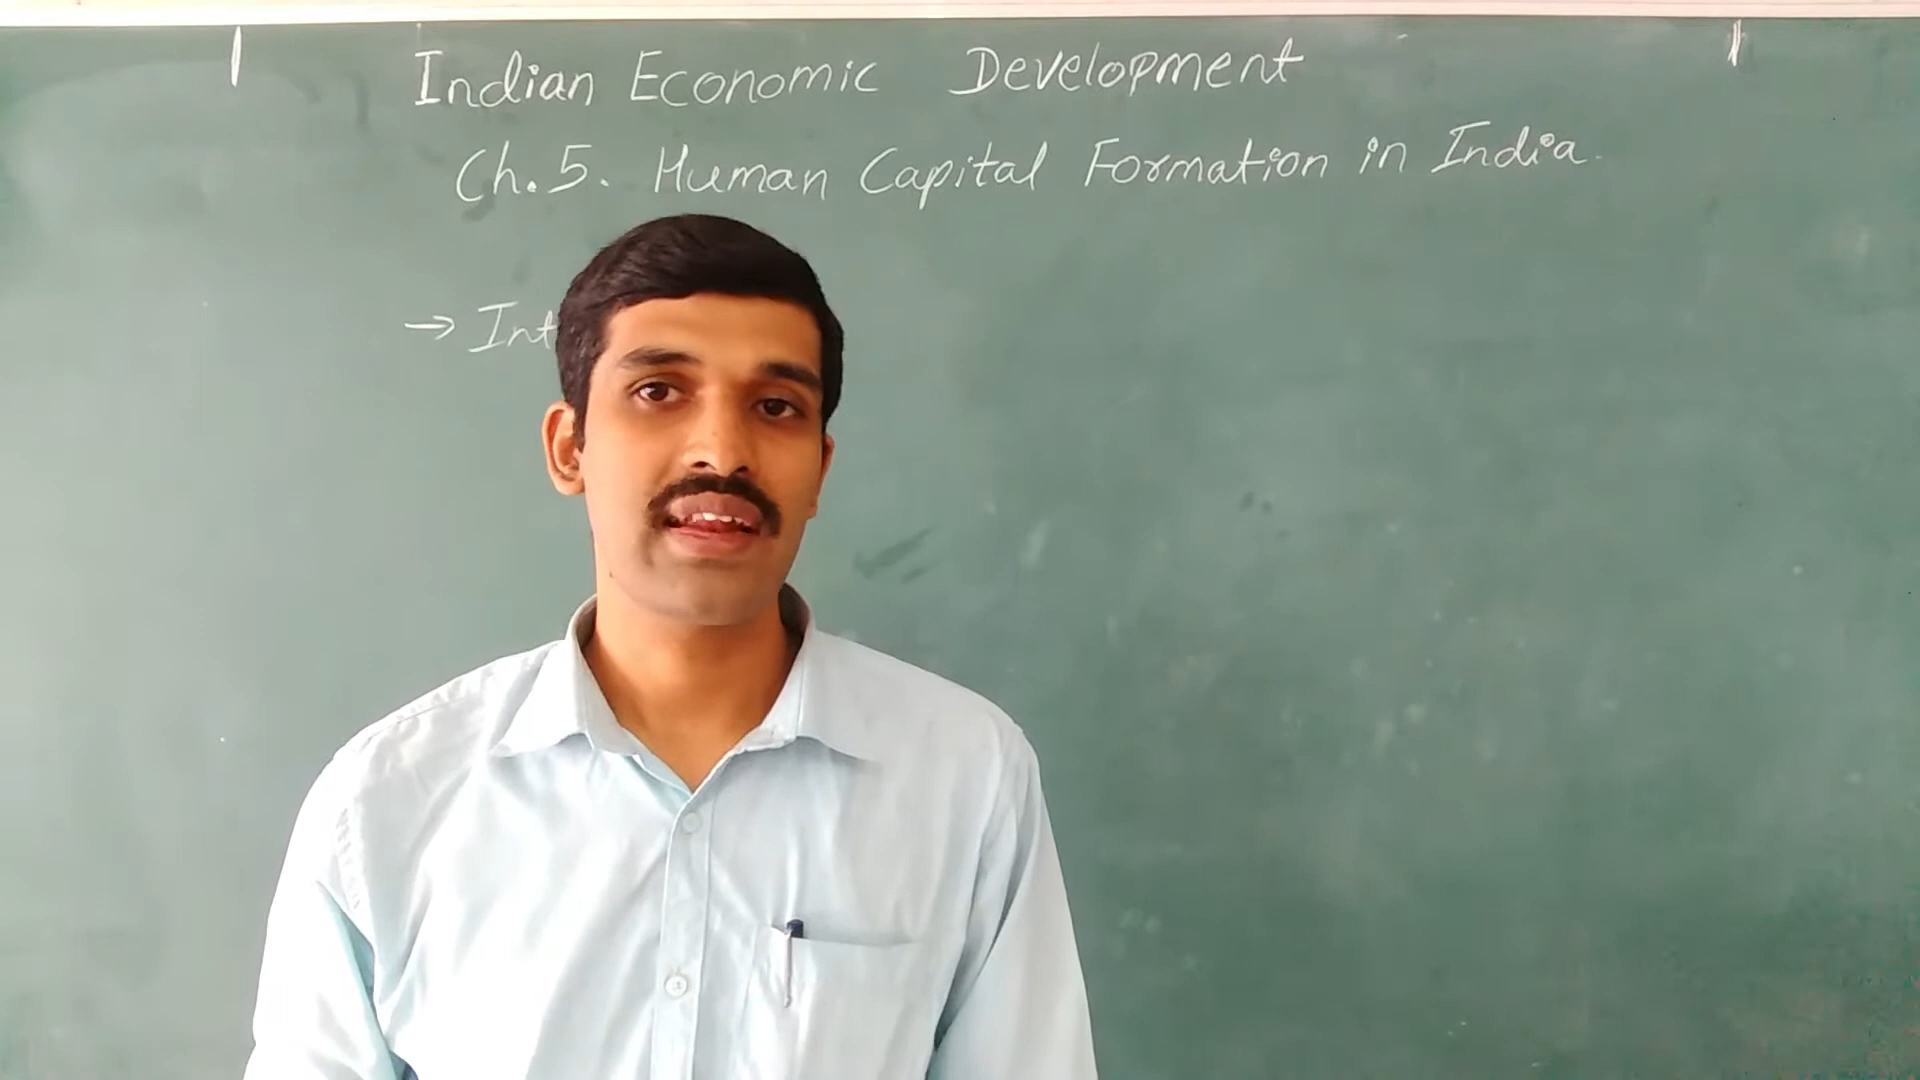 Indian Economic Development
Ch.5. Human Capital Formation in India.
→ Int